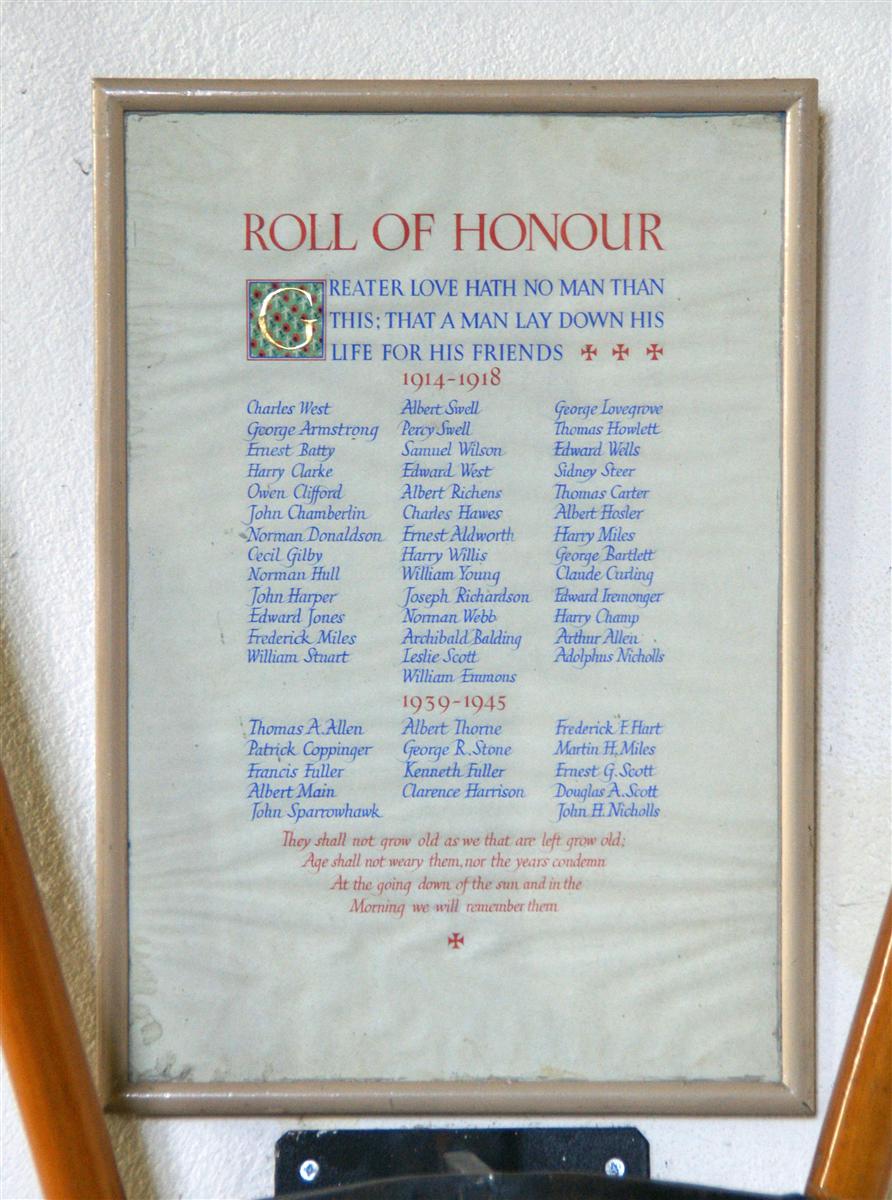 ROLL OF HONOUR
GREATER LOVE HATH NO MAN THAN
THIS; THAT A MAN LAY DOWN HIS
LIFE FOR HIS FRIENDS ✠ ✠ ✠
1914-1918
Charles West
George Armstrong
Ernest Batty
Harry Clarke
Owen Clifford
John Chamberlin
Norman Donaldson
Cecil Gilby
Norman Hull
John Harper
Edward Jones
Frederick Miles
William Stuart
Albert Swell
Percy Swell
Samuel Wilson
Edward West
Albert Richens
Charles Hawes
Ernest Aldworth
Harry Willis
William Young
Joseph Richardson
Norman Webb
Archibald Balding
Leslie Scott
William Emmons
George Lovegrove
Thomas Howlett
Edward Wells
Sidney Steer
Thomas Carter
Albert Hosler
Harry Miles
George Bartlett
Claude Curling
Edward Iremonger
Harry Champ
Arthur Allen
Adolphus Nicholls
1939-1945
Thomas A. Allen
Patrick Coppinger
Francis Fuller
Albert Main
John Sparrowhawk
Albert Thorne
George R. Stone
Kenneth Fuller
Clarence Harrison
Frederick F. Hart
Martin H. Miles
Ernest G. Scott
Douglas A. Scott
John H. Nicholls
They shall not grow old as we that are left grow old;
Age shall not weary them, nor the years condemn
At the going down of the sun and in the
Morning we will remember them
✠